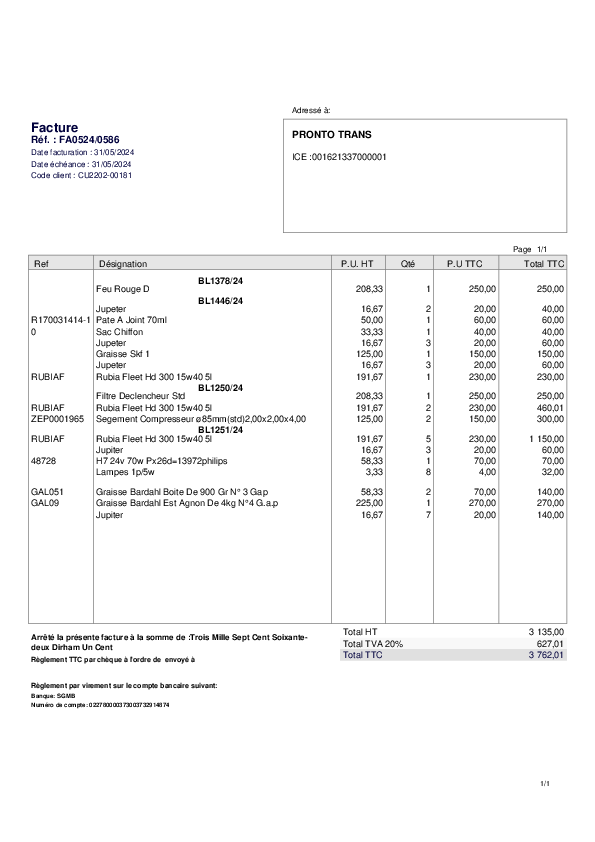 Adressé à:
Facture
Réf. : FA0524/0586
Date facturation : 31/05/2024
Date échéance : 31/05/2024
Code client : CU2202-00181
PRONTO TRANS
ICE :001621337000001
Page 1/1
Ref Désignation P.U. HT Qté P.U TTC Total TTC
BL1378/24
Feu Rouge D 208,33 1 250,00 250,00
BL1446/24
Jupeter 16,67 2 20,00 40,00
R170031414-1 Pate A Joint 70ml 50,00 1 60,00 60,00
0 Sac Chiffon 33,33 1 40,00 40,00
Jupeter 16,67 3 20,00 60,00
Graisse Skf 1 125,00 1 150,00 150,00
Jupeter 16,67 3 20,00 60,00
RUBIAF Rubia Fleet Hd 300 15w40 5l 191,67 1 230,00 230,00
BL1250/24
Filtre Declencheur Std 208,33 1 250,00 250,00
RUBIAF Rubia Fleet Hd 300 15w40 5l 191,67 2 230,00 460,01
ZEP0001965 Segement Compresseur ø85mm(std)2,00x2,00x4,00 125,00 2 150,00 300,00
BL1251/24
RUBIAF Rubia Fleet Hd 300 15w40 5l 191,67 5 230,00 1 150,00
Jupiter 16,67 3 20,00 60,00
48728 H7 24v 70w Px26d=13972philips 58,33 1 70,00 70,00
Lampes 1p/5w 3,33 8 4,00 32,00
GAL051 Graisse Bardahl Boite De 900 Gr N° 3 Gap 58,33 2 70,00 140,00
GAL09 Graisse Bardahl Est Agnon De 4kg N°4 G.a.p 225,00 1 270,00 270,00
Jupiter 16,67 7 20,00 140,00
Total HT 3 135,00
Total TVA 20% 627,01
Total TTC 3 762,01
Arrêté la présente facture à la somme de :Trois Mille Sept Cent Soixante-
deux Dirham Un Cent
Règlement TTC par chèque à l'ordre de envoyé à
Règlement par virement sur le compte bancaire suivant:
Banque: SGMB
Numéro de compte: 022780000373003732914874
1/1